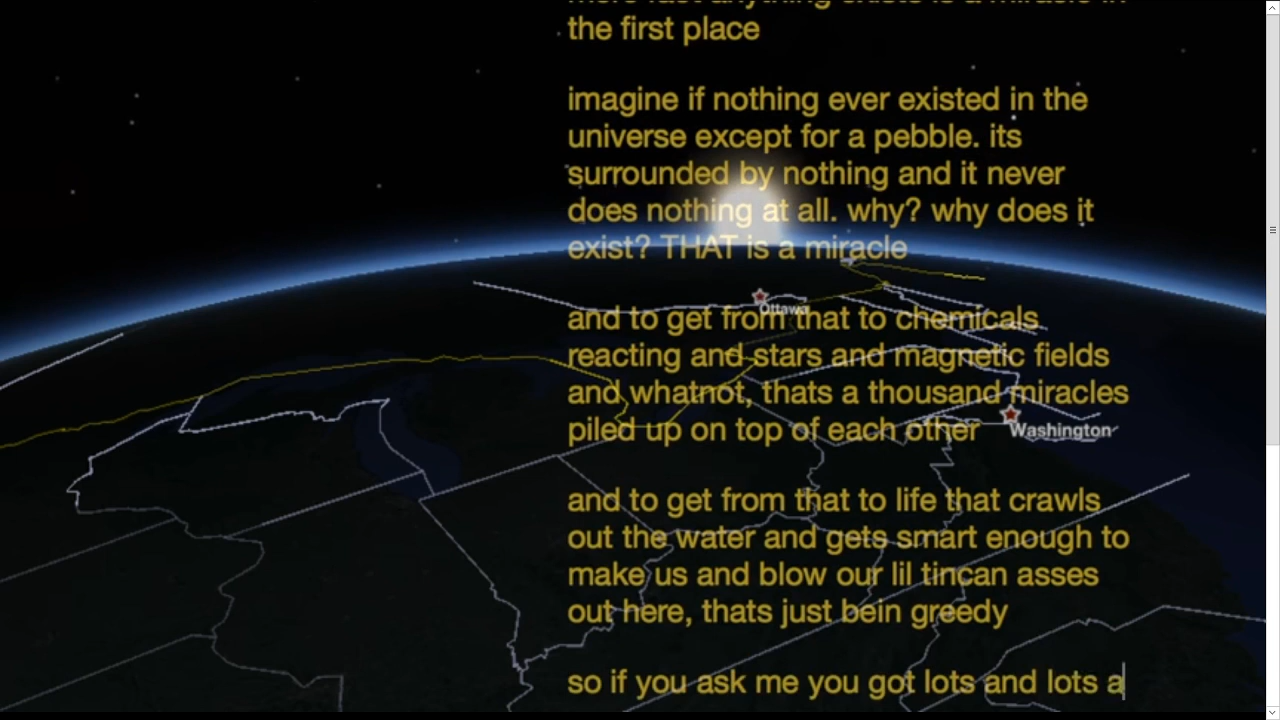 the first place
imagine if nothing ever existed in the
universe except for a pebble. its
surrounded by nothing and it never
does nothing at all. why? why does it
exist? THAT is a miracle
Ottawa
and to get from that to chemicals
reacting and stars and magnetic fields
and whatnot, thats a thousand miracles
piled up on top of each other
Washington
and to get from that to life that crawls
out the water and gets smart enough to
make us and blow our lil tincan asses
out here, thats just bein greedy
so if you ask me you got lots and lots a